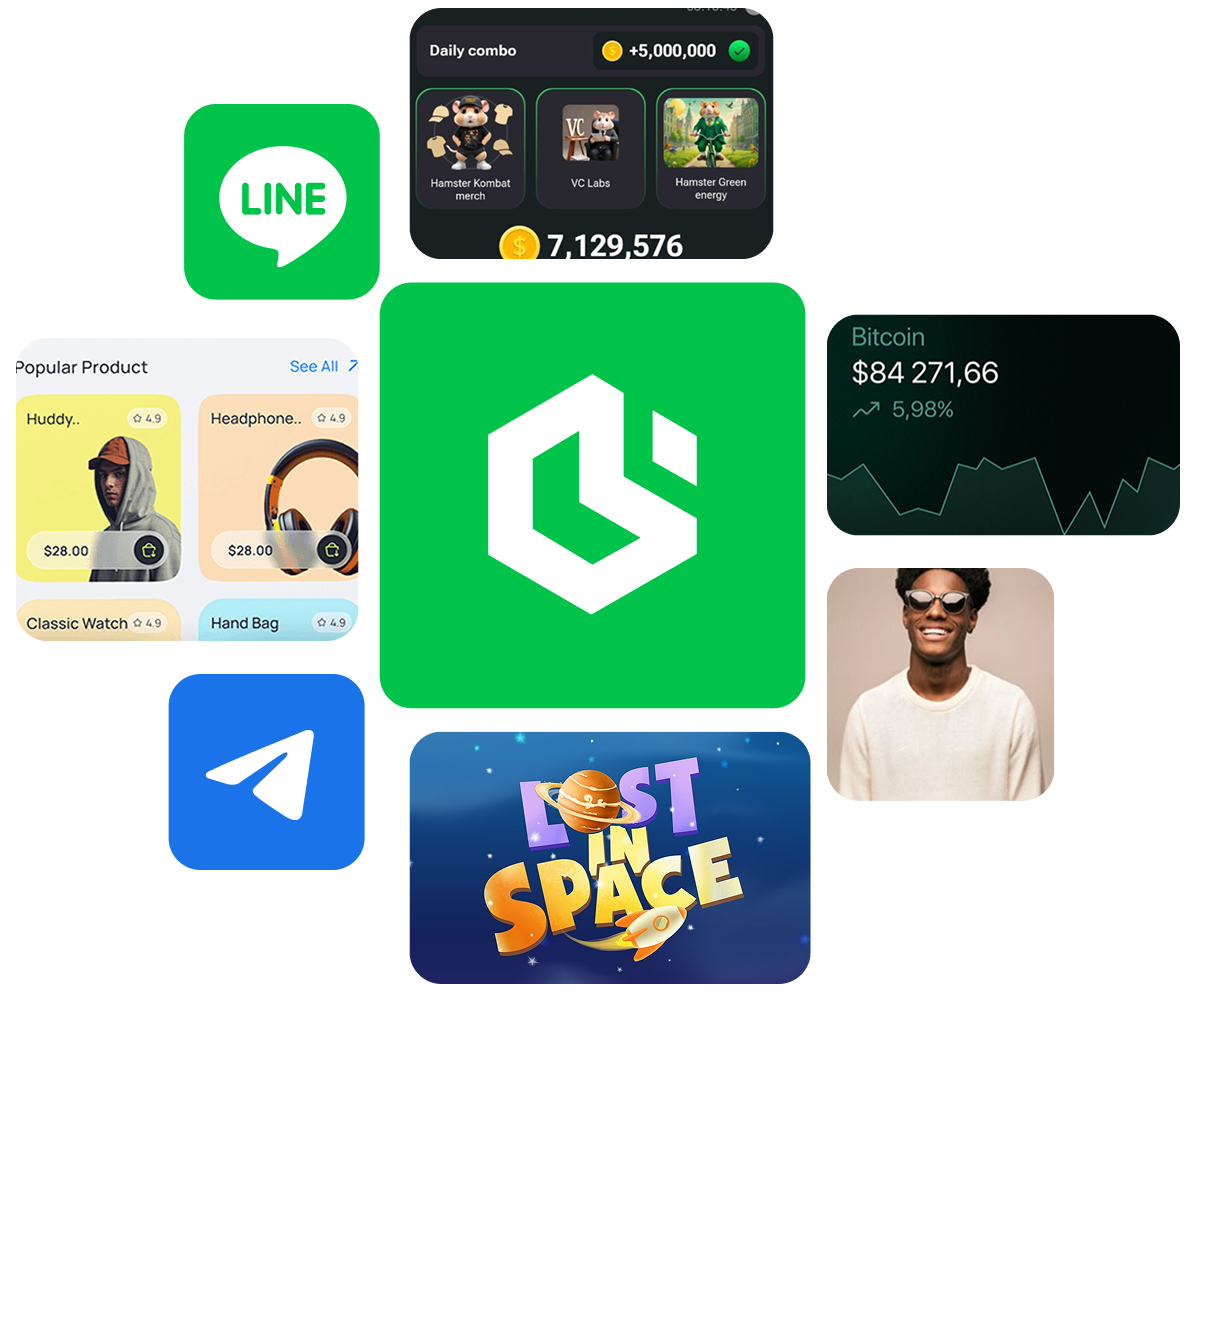 Daily combo
+5,000,000
Hamster Kombat
merch
VC
VC Labs
Hamster Green
energy
7,129,576
LINE
Popular Product
See All
Huddy..
4.9
Headphone..
4.9
$28.00
$28.00
Classic Watch
4.9
Hand Bag
4.9
Bitcoin
$84 271,66
5,98%
LOST
IN
SPACE